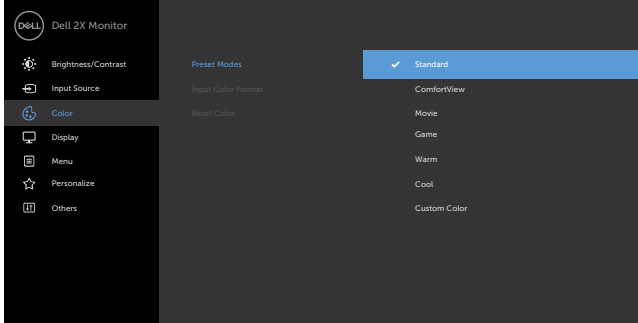 DELL Dell 2X Monitor
Brightness/Contrast Preset Modes Standard
Input Source Input Color Format ComfortView
Color Reset Color Movie
Display Game
Menu Warm
Personalize Cool
Others Custom Color